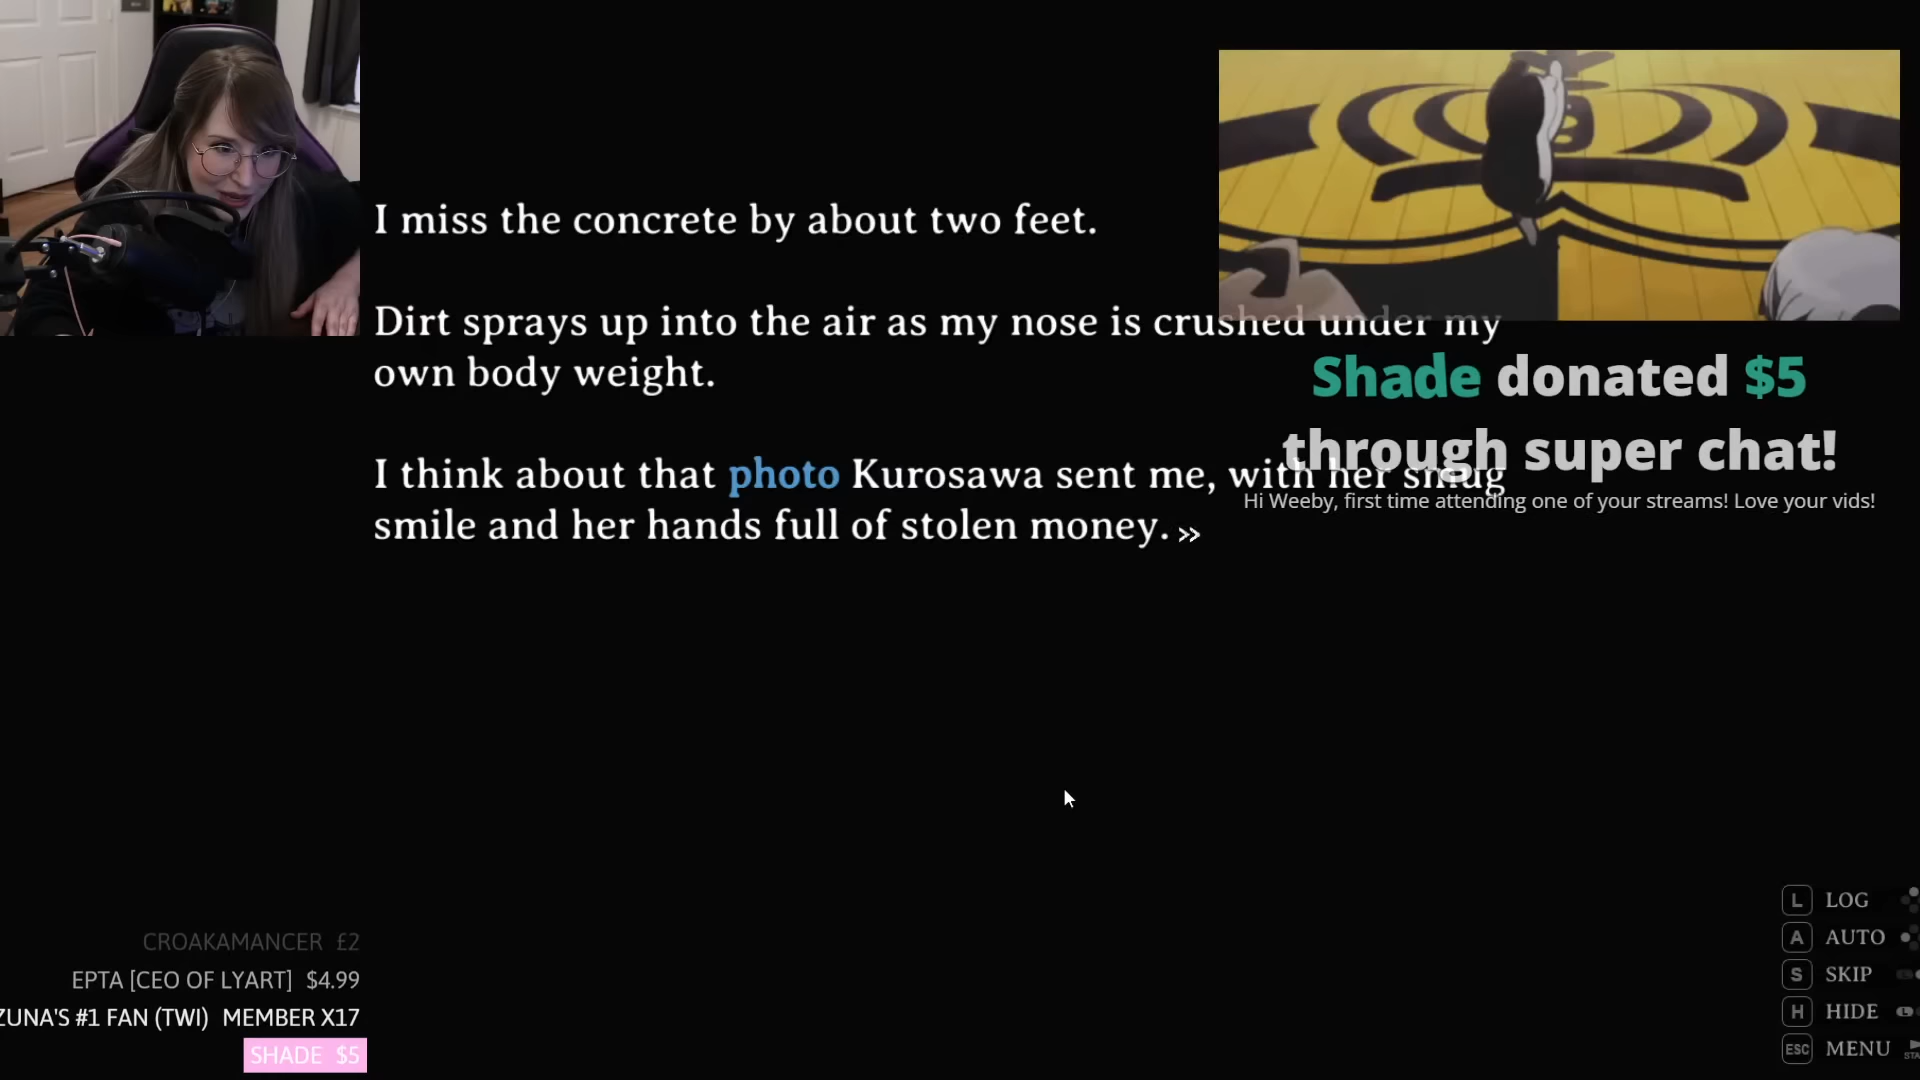 I miss the concrete by about two feet.
Dirt sprays up into the air as my nose is crushed under my
own body weight.
I think about that photo Kurosawa sent me, with her smug
smile and her hands full of stolen money. »
Shade donated $5
through super chat!
Hi Weeby, first time attending one of your streams! Love your vids!
CROAKAMANCER £2
EPTA [CEO OF LYART] $4.99
ZUNA'S #1 FAN (TWI) MEMBER X17
SHADE $5
L LOG
A AUTO
S SKIP
H HIDE
ESC MENU